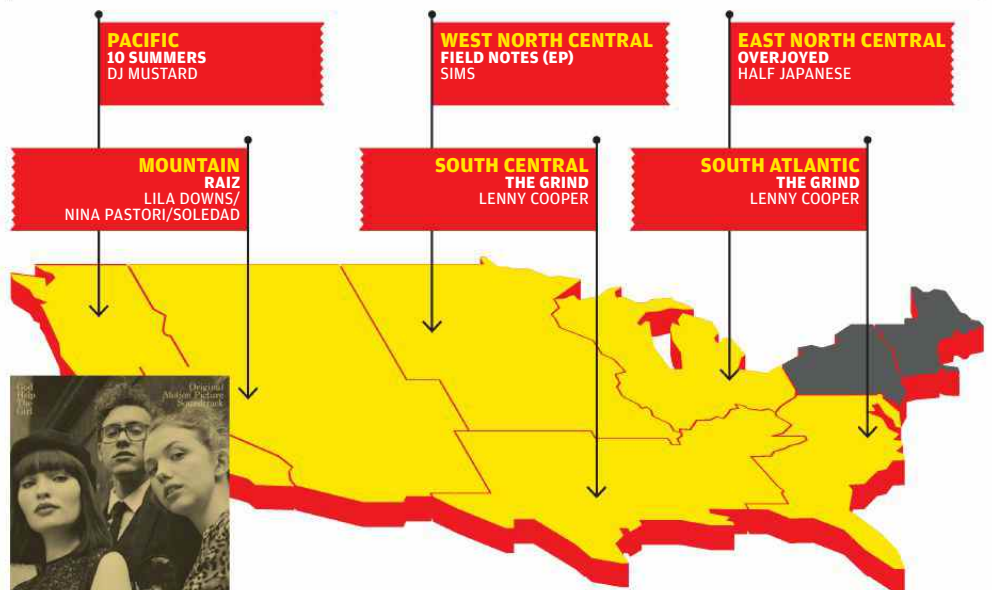 PACIFIC
10 SUMMERS
DJ MUSTARD
WEST NORTH CENTRAL
FIELD NOTES (EP)
SIMS
EAST NORTH CENTRAL
OVERJOYED
HALF JAPANESE
MOUNTAIN
RAIZ
LILA DOWNS/
NINA PASTORI/SOLEDAD
SOUTH CENTRAL
THE GRIND
LENNY COOPER
SOUTH ATLANTIC
THE GRIND
LENNY COOPER
God
Help
The
Girl
Original
Motion Picture
Soundtrack